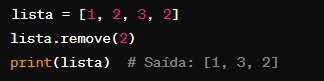 lista = [1, 2, 3, 2]
lista.remove(2)
print(lista)  # Saída: [1, 3, 2]